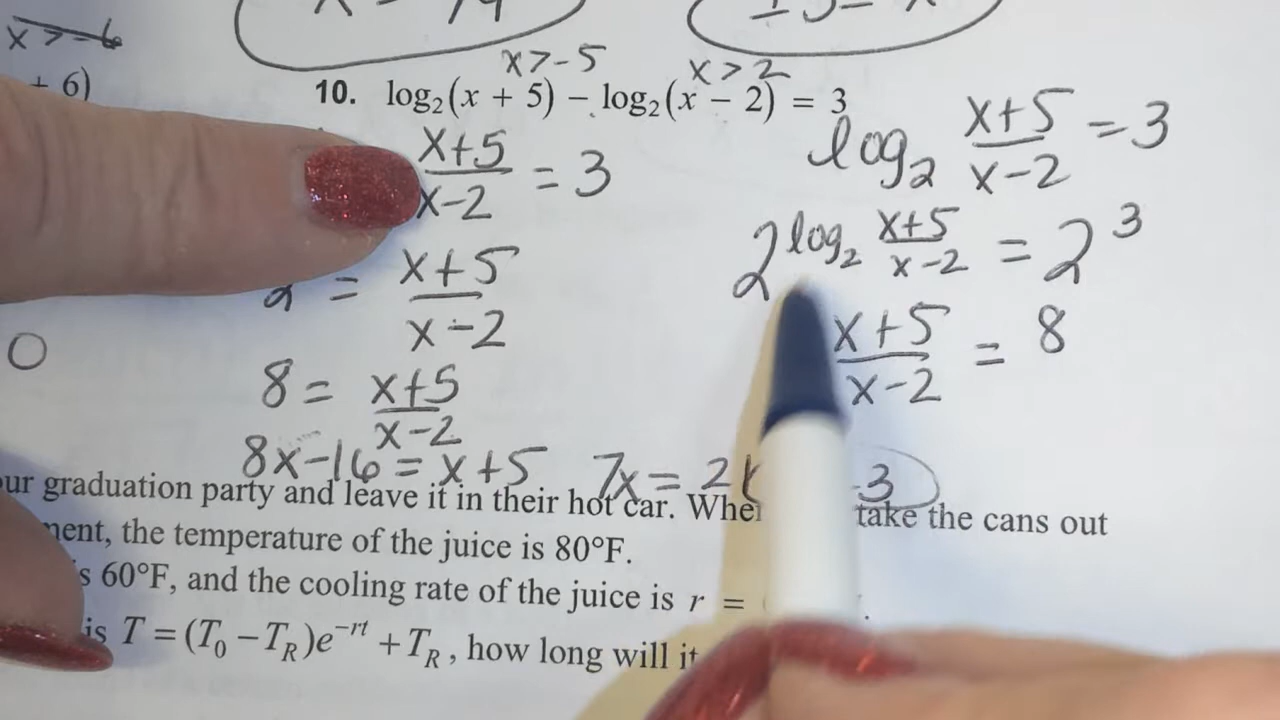 x > -6
+ 6)
x > -5
x > 2
10. log₂(x + 5) − log₂(x − 2) = 3
x+5
x-2
= 3
log₂ x+5 = 3
x-2
2^log₂ x+5 = 2³
x-2
= x+5
x-2
x+5 = 8
x-2
8 = x+5
x-2
8x-16 = x+5 7x = 2 3
ur graduation party and leave it in their hot car. take the cans out
ent, the temperature of the juice is 80°F.
s 60°F, and the cooling rate of the juice is r =
is T = (T₀ − T_R)e^−rt + T_R, how long will it